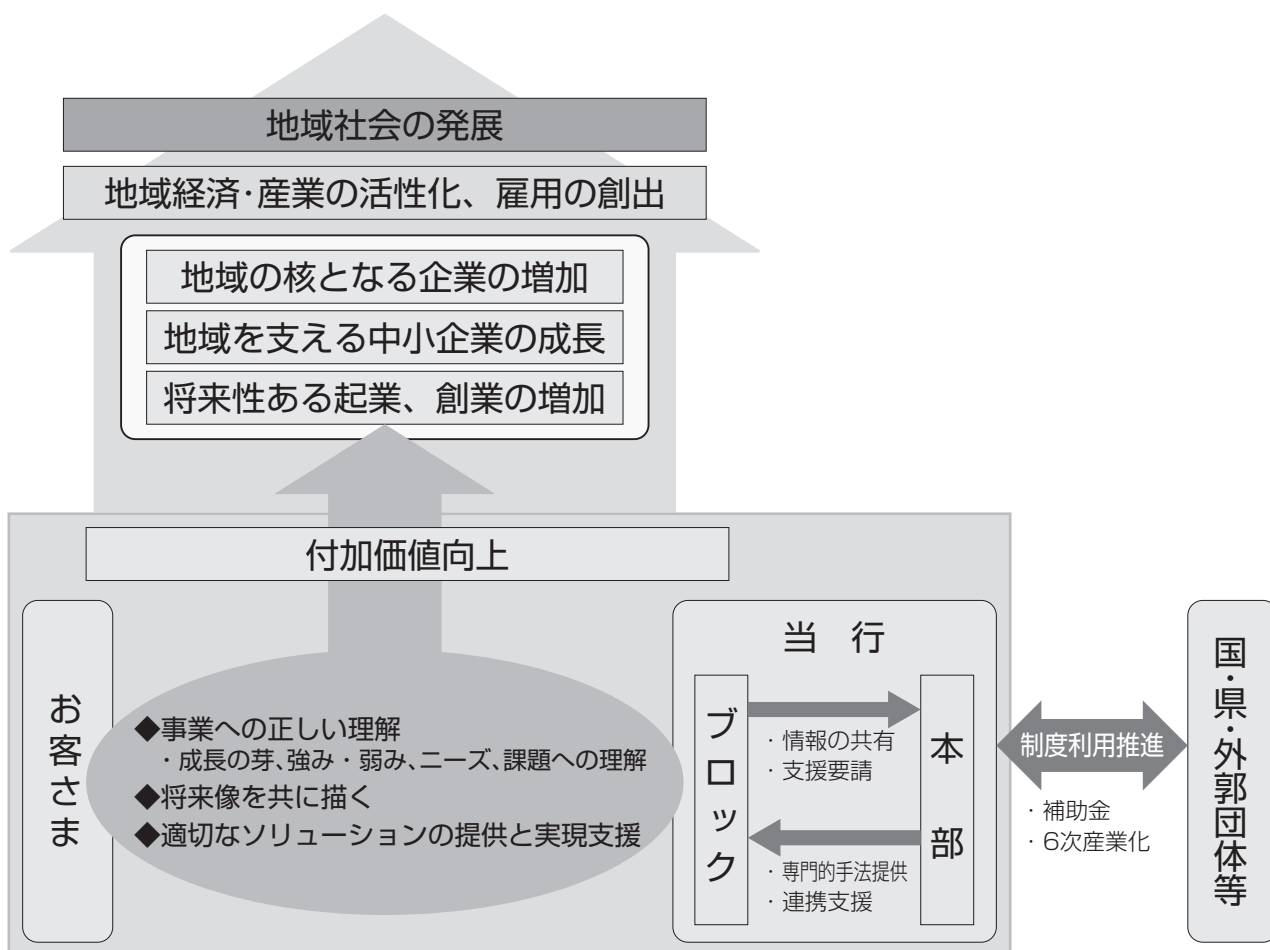 地域社会の発展
地域経済･産業の活性化、雇用の創出
地域の核となる企業の増加
地域を支える中小企業の成長
将来性ある起業、創業の増加
付加価値向上
お客さま
◆事業への正しい理解
・成長の芽､強み・弱み､ニーズ､課題への理解
◆将来像を共に描く
◆適切なソリューションの提供と実現支援
当 行
ブロック
・情報の共有
・支援要請
・専門的手法提供
・連携支援
本部
制度利用推進
・補助金
・6次産業化
国・県・外郭団体等